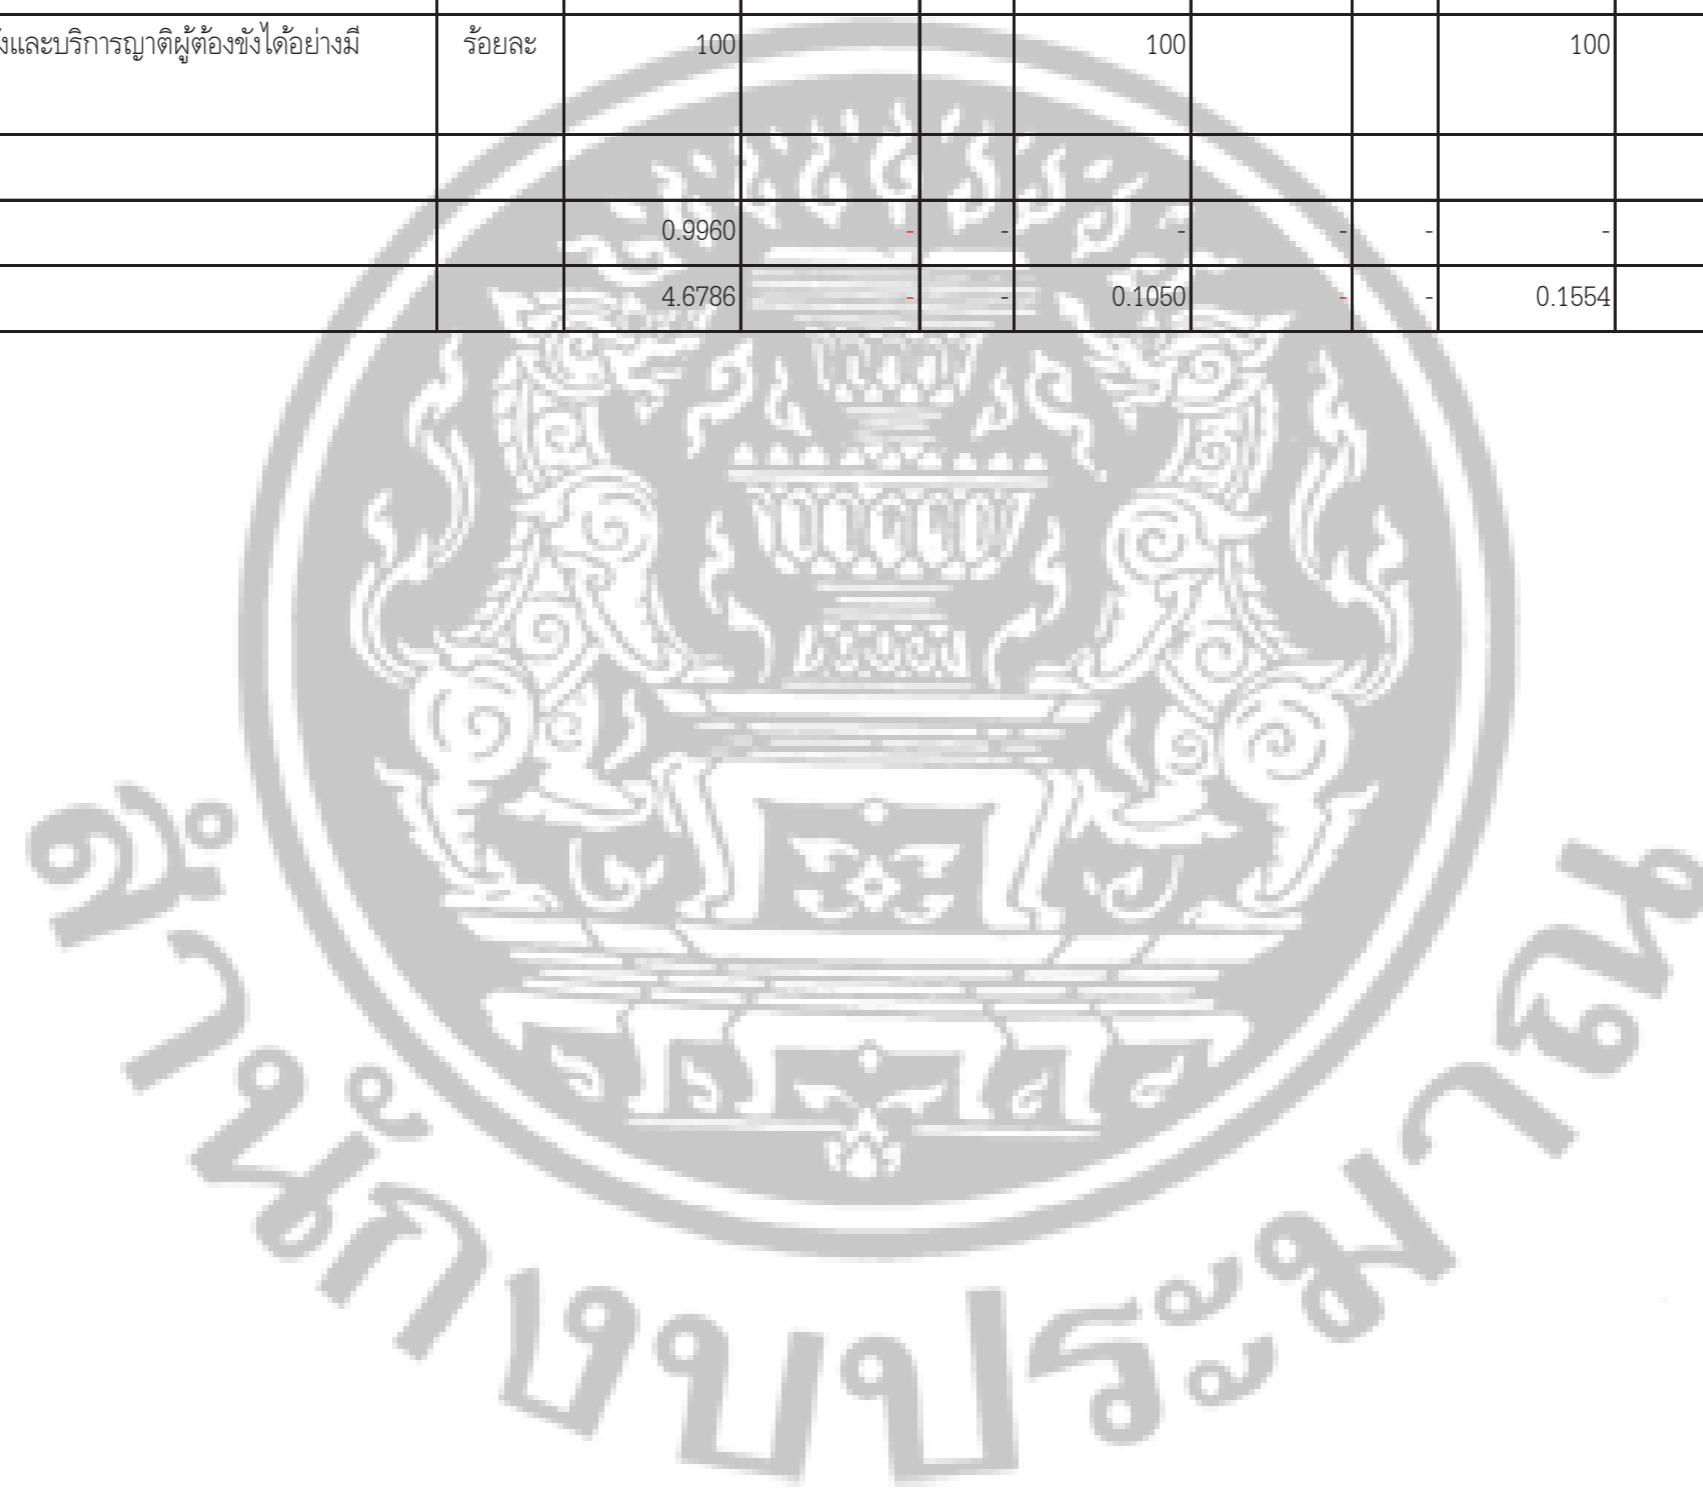 และบริการญาติผู้ต้องขังได้อย่างมี ร้อยละ 100 100 100
0.9960 - - - - - -
4.6786 - - 0.1050 - - 0.1554
สำนักงบประมาณ